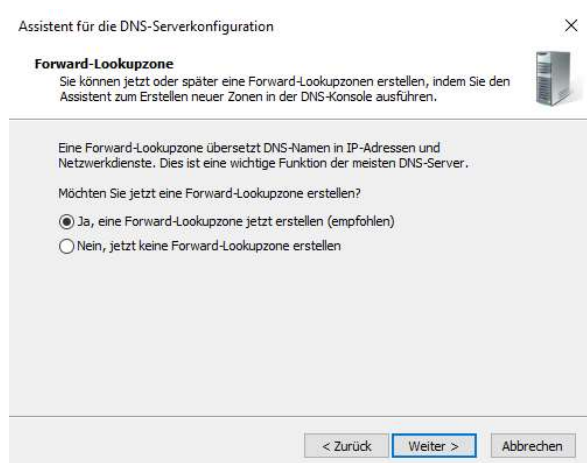 Assistent für die DNS-Serverkonfiguration
Forward-Lookupzone
Sie können jetzt oder später eine Forward-Lookupzonen erstellen, indem Sie den
Assistent zum Erstellen neuer Zonen in der DNS-Konsole ausführen.
Eine Forward-Lookupzone übersetzt DNS-Namen in IP-Adressen und
Netzwerkdienste. Dies ist eine wichtige Funktion der meisten DNS-Server.
Möchten Sie jetzt eine Forward-Lookupzone erstellen?
Ja, eine Forward-Lookupzone jetzt erstellen (empfohlen)
Nein, jetzt keine Forward-Lookupzone erstellen
< Zurück Weiter > Abbrechen